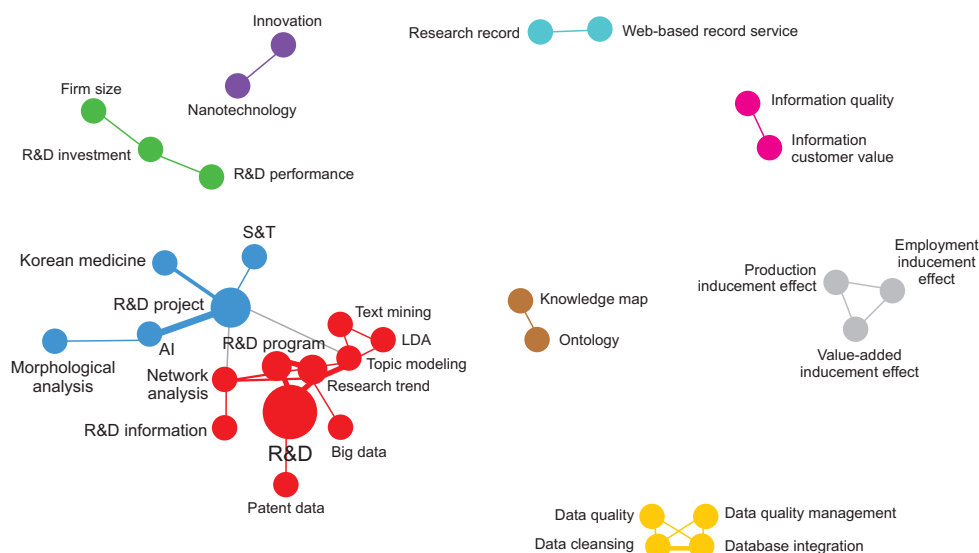 Innovation
Research record
Web-based record service
Firm size
Nanotechnology
Information quality
R&D investment
Information
customer value
R&D performance
S&T
Employment
inducement
effect
Korean medicine
Production
inducement effect
R&D project
Knowledge map
Text mining
R&D program
LDA
AI
Ontology
Value-added
inducement effect
Morphological
analysis
Topic modeling
Network
analysis
Research trend
R&D information
R&D
Big data
Patent data
Data quality
Data quality management
Data cleansing
Database integration